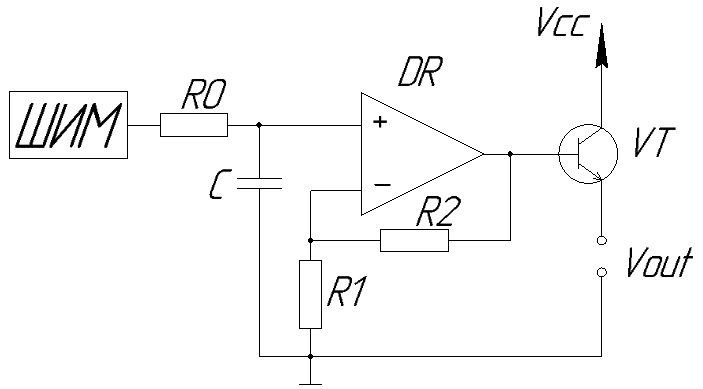 Vcc
DR
R0
ШИМ
+
VT
C
−
R2
Vout
R1